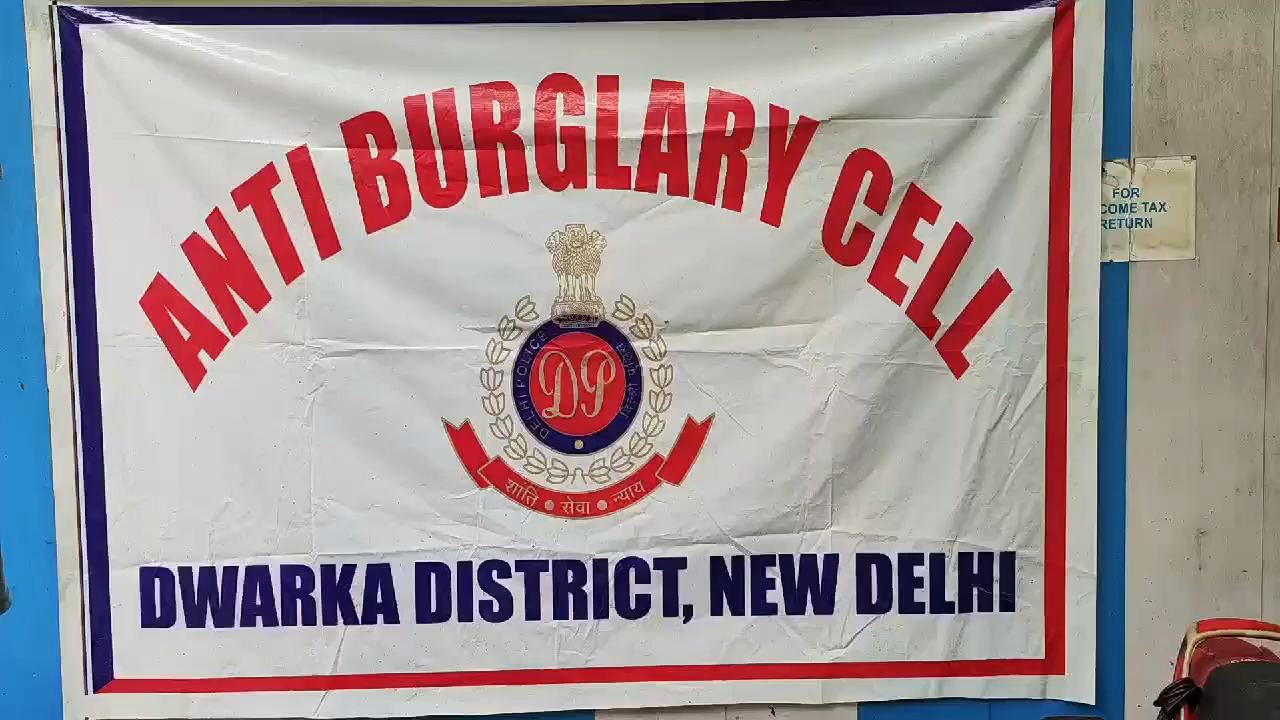 ANTI BURGLARY CELL
DELHI POLICE
दिल्ली पुलिस
DP
शांति • सेवा • न्याय
DWARKA DISTRICT, NEW DELHI
FOR
COME TAX
RETURN